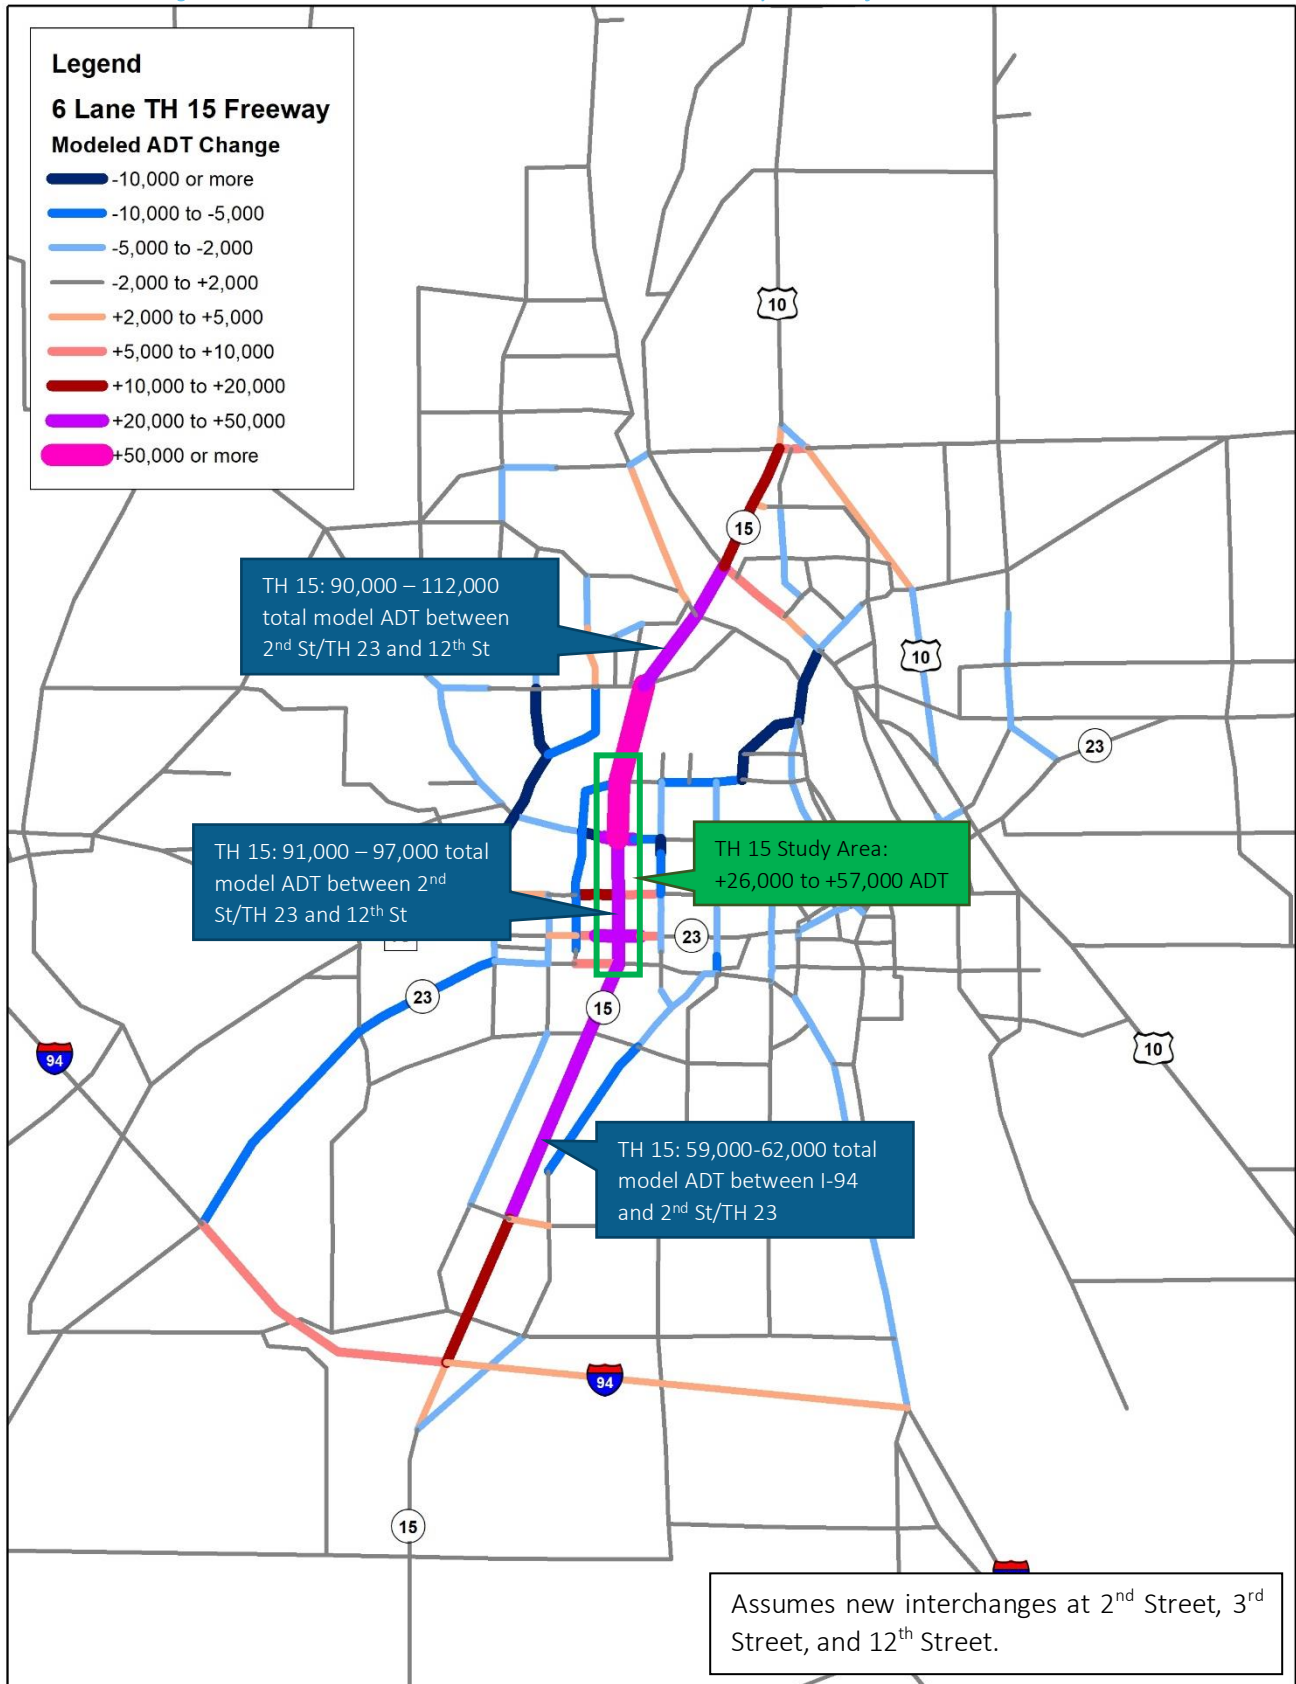 Legend
6 Lane TH 15 Freeway
Modeled ADT Change
-10,000 or more
-10,000 to -5,000
-5,000 to -2,000
-2,000 to +2,000
+2,000 to +5,000
+5,000 to +10,000
+10,000 to +20,000
+20,000 to +50,000
+50,000 or more
10
15
TH 15: 90,000 – 112,000
total model ADT between
2nd St/TH 23 and 12th St
10
23
TH 15: 91,000 – 97,000 total
model ADT between 2nd
St/TH 23 and 12th St
TH 15 Study Area:
+26,000 to +57,000 ADT
23
23
15
94
10
TH 15: 59,000-62,000 total
model ADT between I-94
and 2nd St/TH 23
94
15
Assumes new interchanges at 2nd Street, 3rd
Street, and 12th Street.